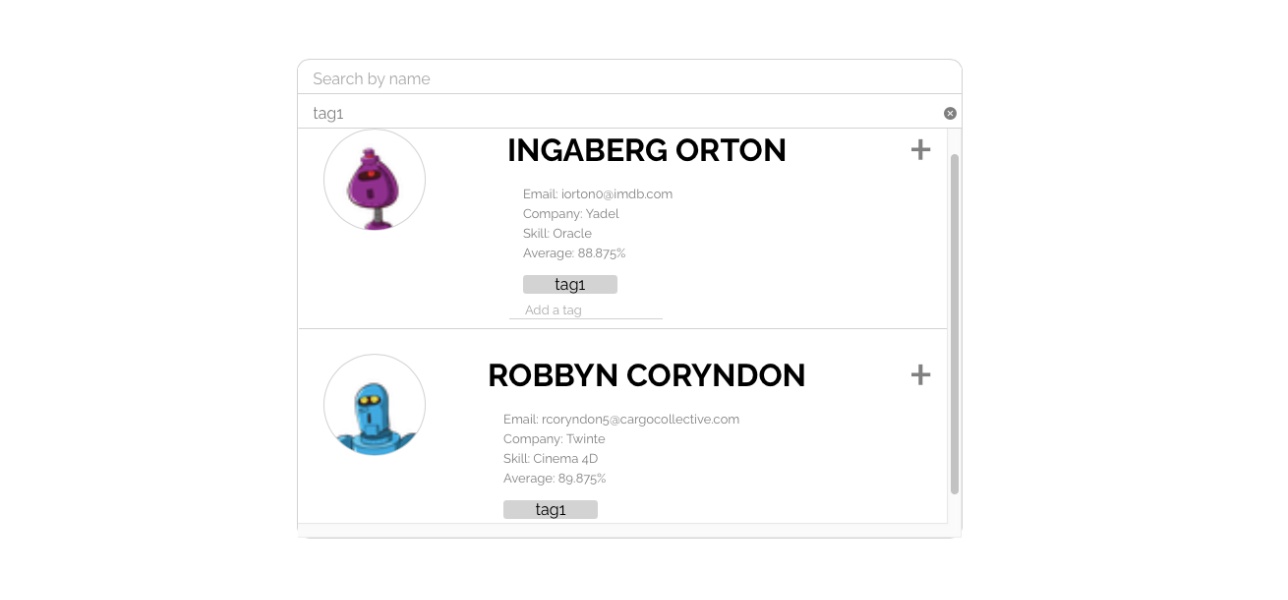 Search by name
tag1
INGABERG ORTON
Email: iorton0@imdb.com
Company: Yadel
Skill: Oracle
Average: 88.875%
tag1
Add a tag
ROBBYN CORYNDON
Email: rcoryndon5@cargocollective.com
Company: Twinte
Skill: Cinema 4D
Average: 89.875%
tag1